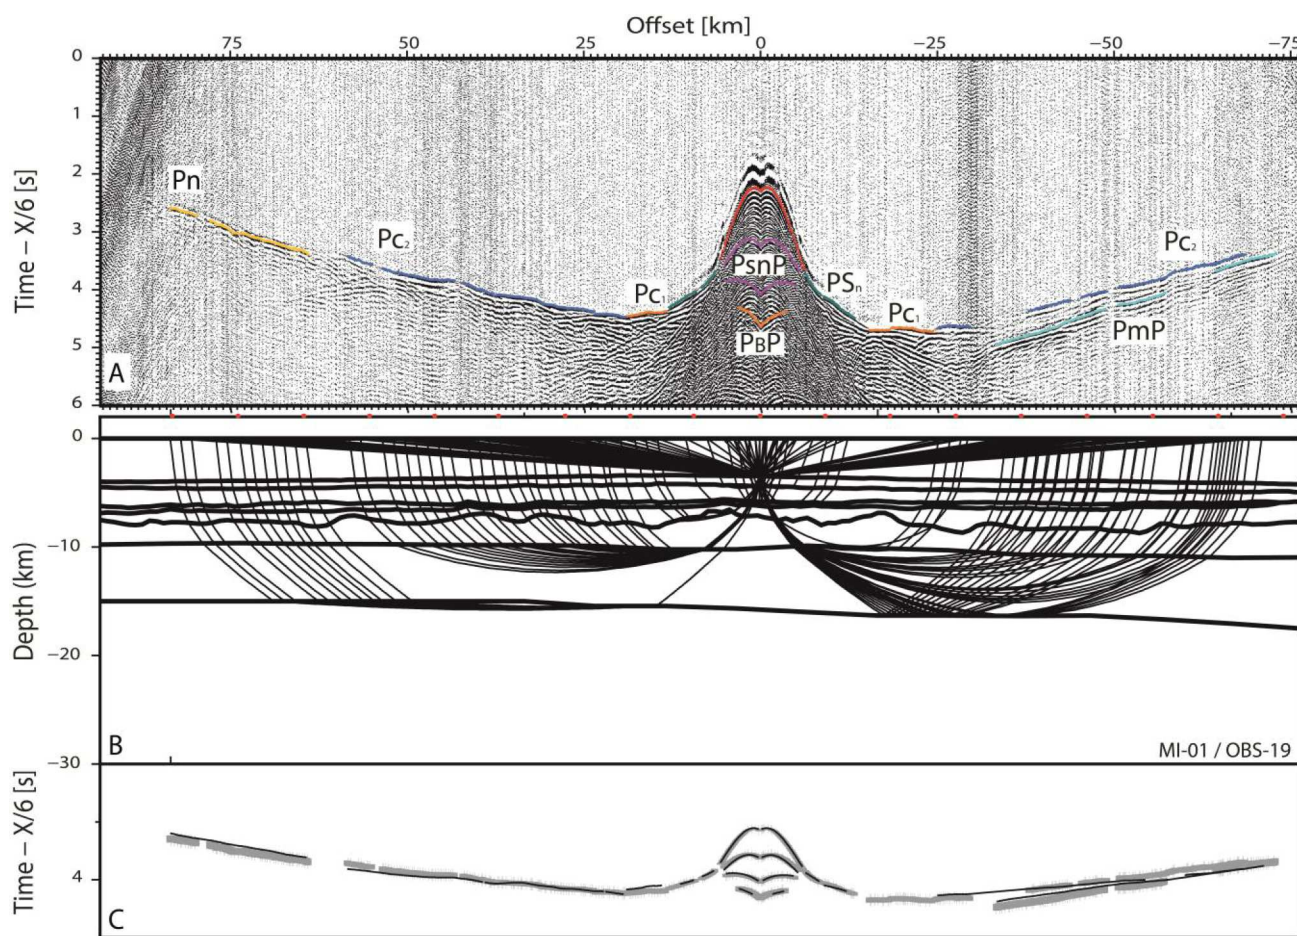 Offset [km]
75 50 25 0 −25 −50 −75
Time − X/6 [s]
0
1
2
3
4
5
6
Pn
Pc₂
Pc₁
PsnP
PBP
PSₙ
Pc₁
Pc₂
PmP
A
Depth (km)
0
−10
−20
−30
B
MI-01 / OBS-19
Time − X/6 [s]
4
C